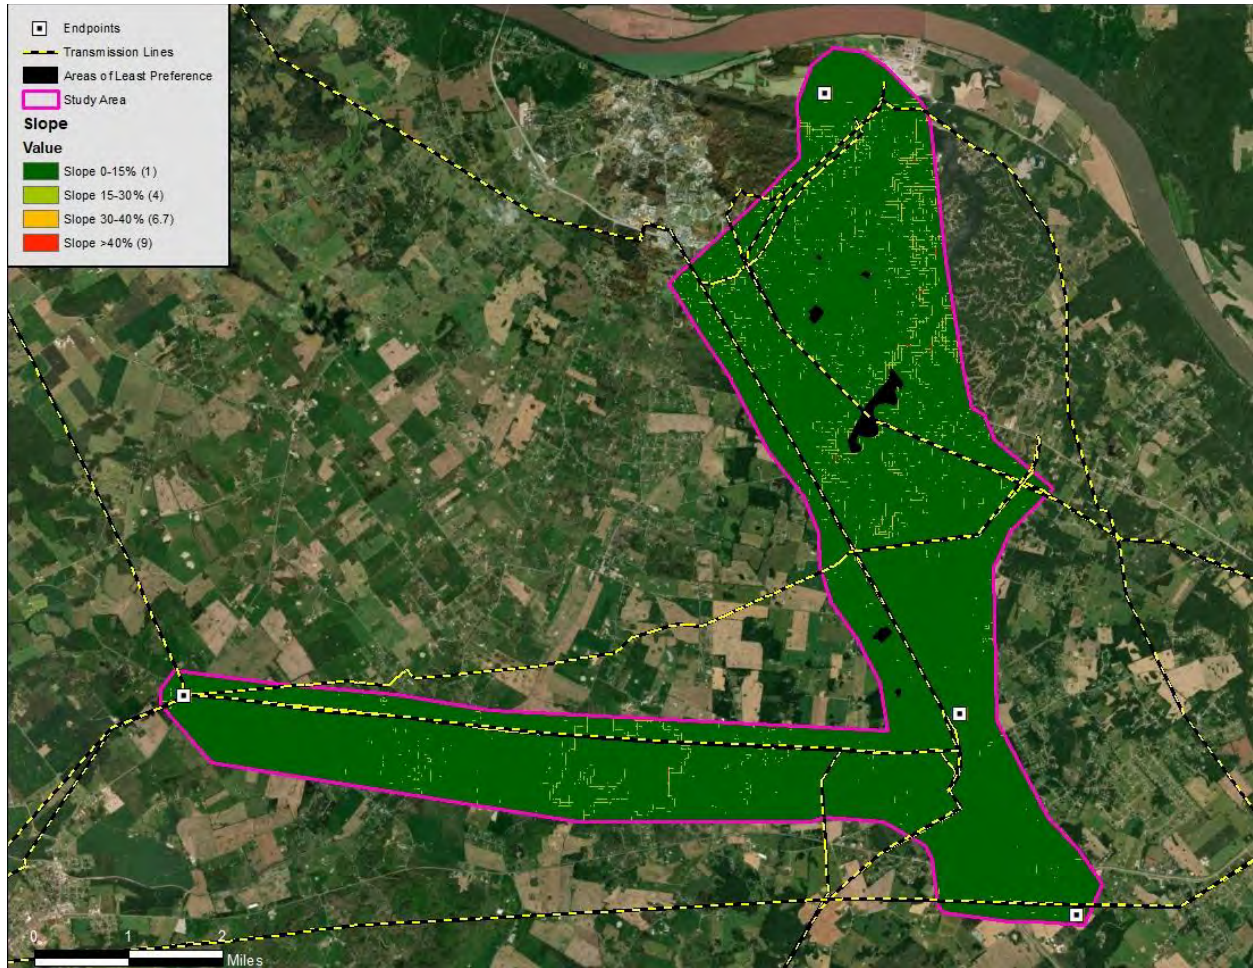 Endpoints
Transmission Lines
Areas of Least Preference
Study Area
Slope
Value
Slope 0-15% (1)
Slope 15-30% (4)
Slope 30-40% (6.7)
Slope >40% (9)
0 1 2
Miles